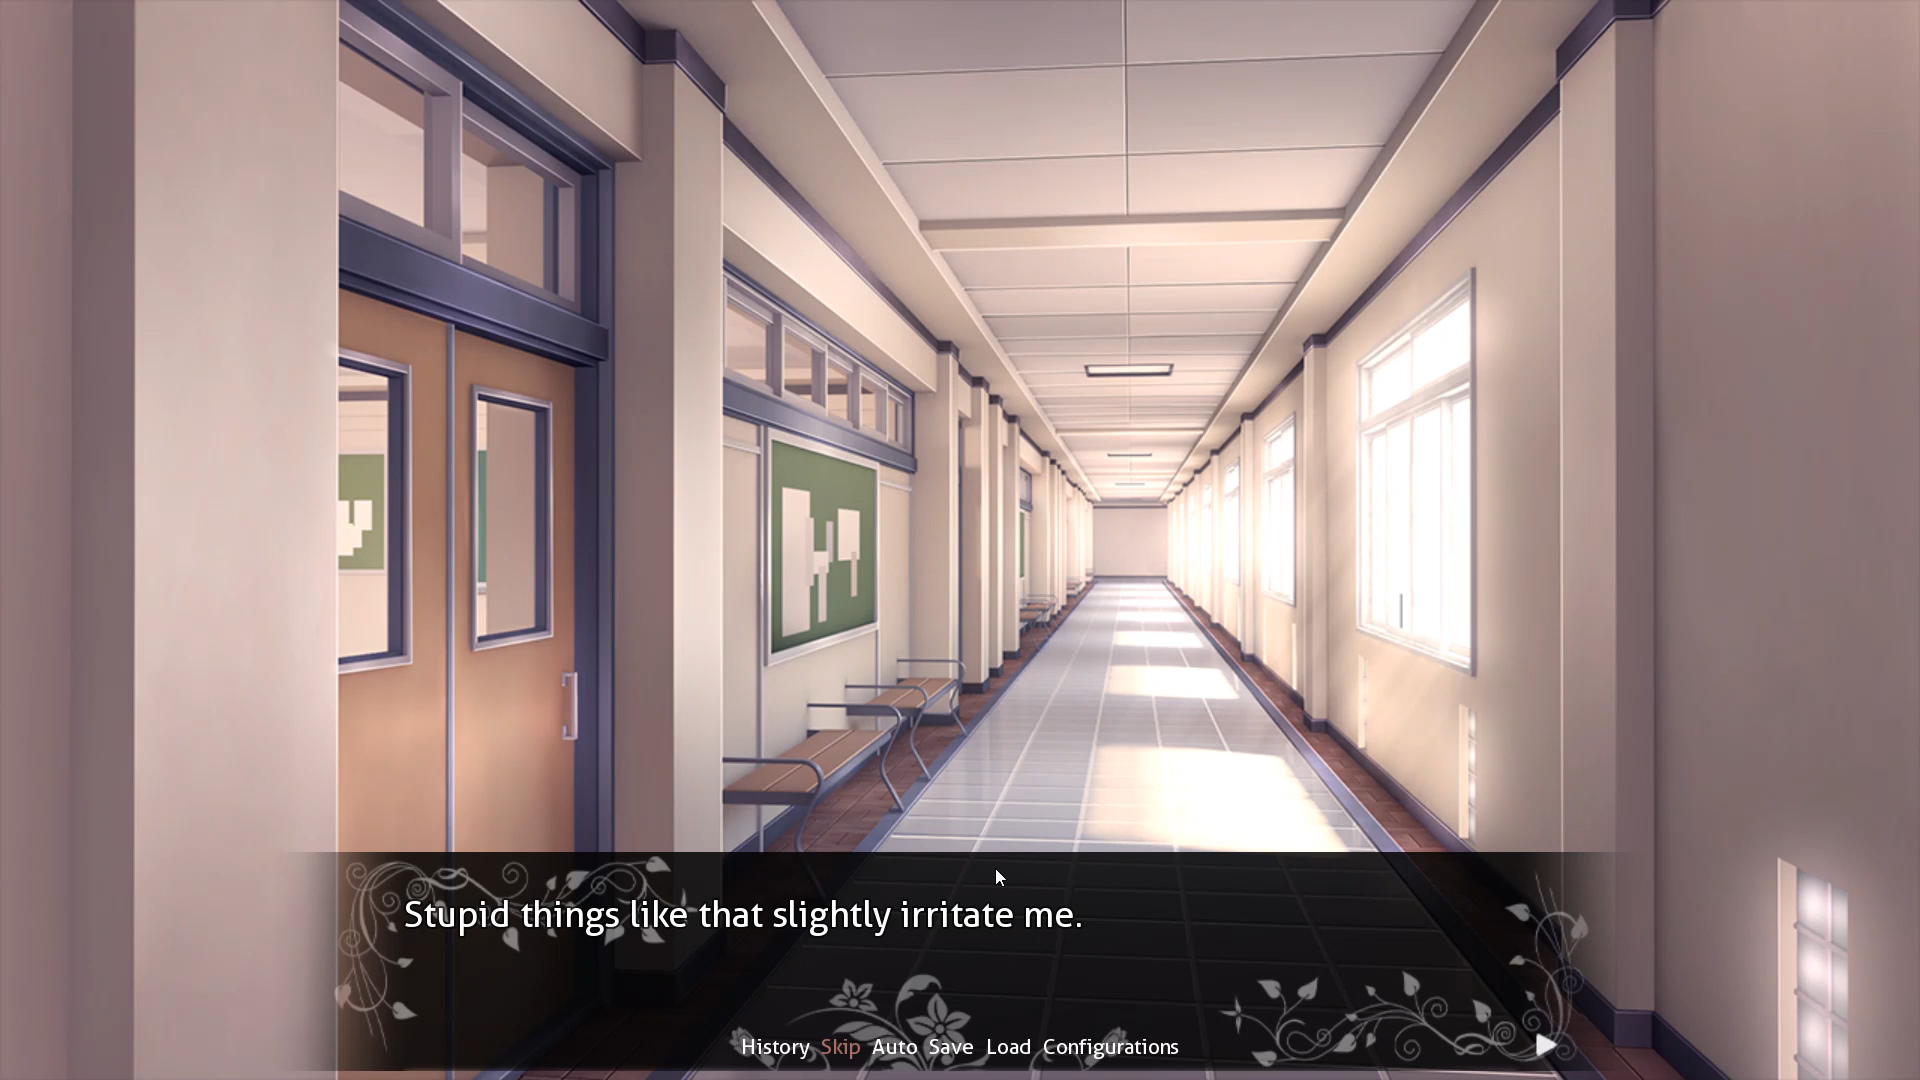 Stupid things like that slightly irritate me.
History Skip Auto Save Load Configurations